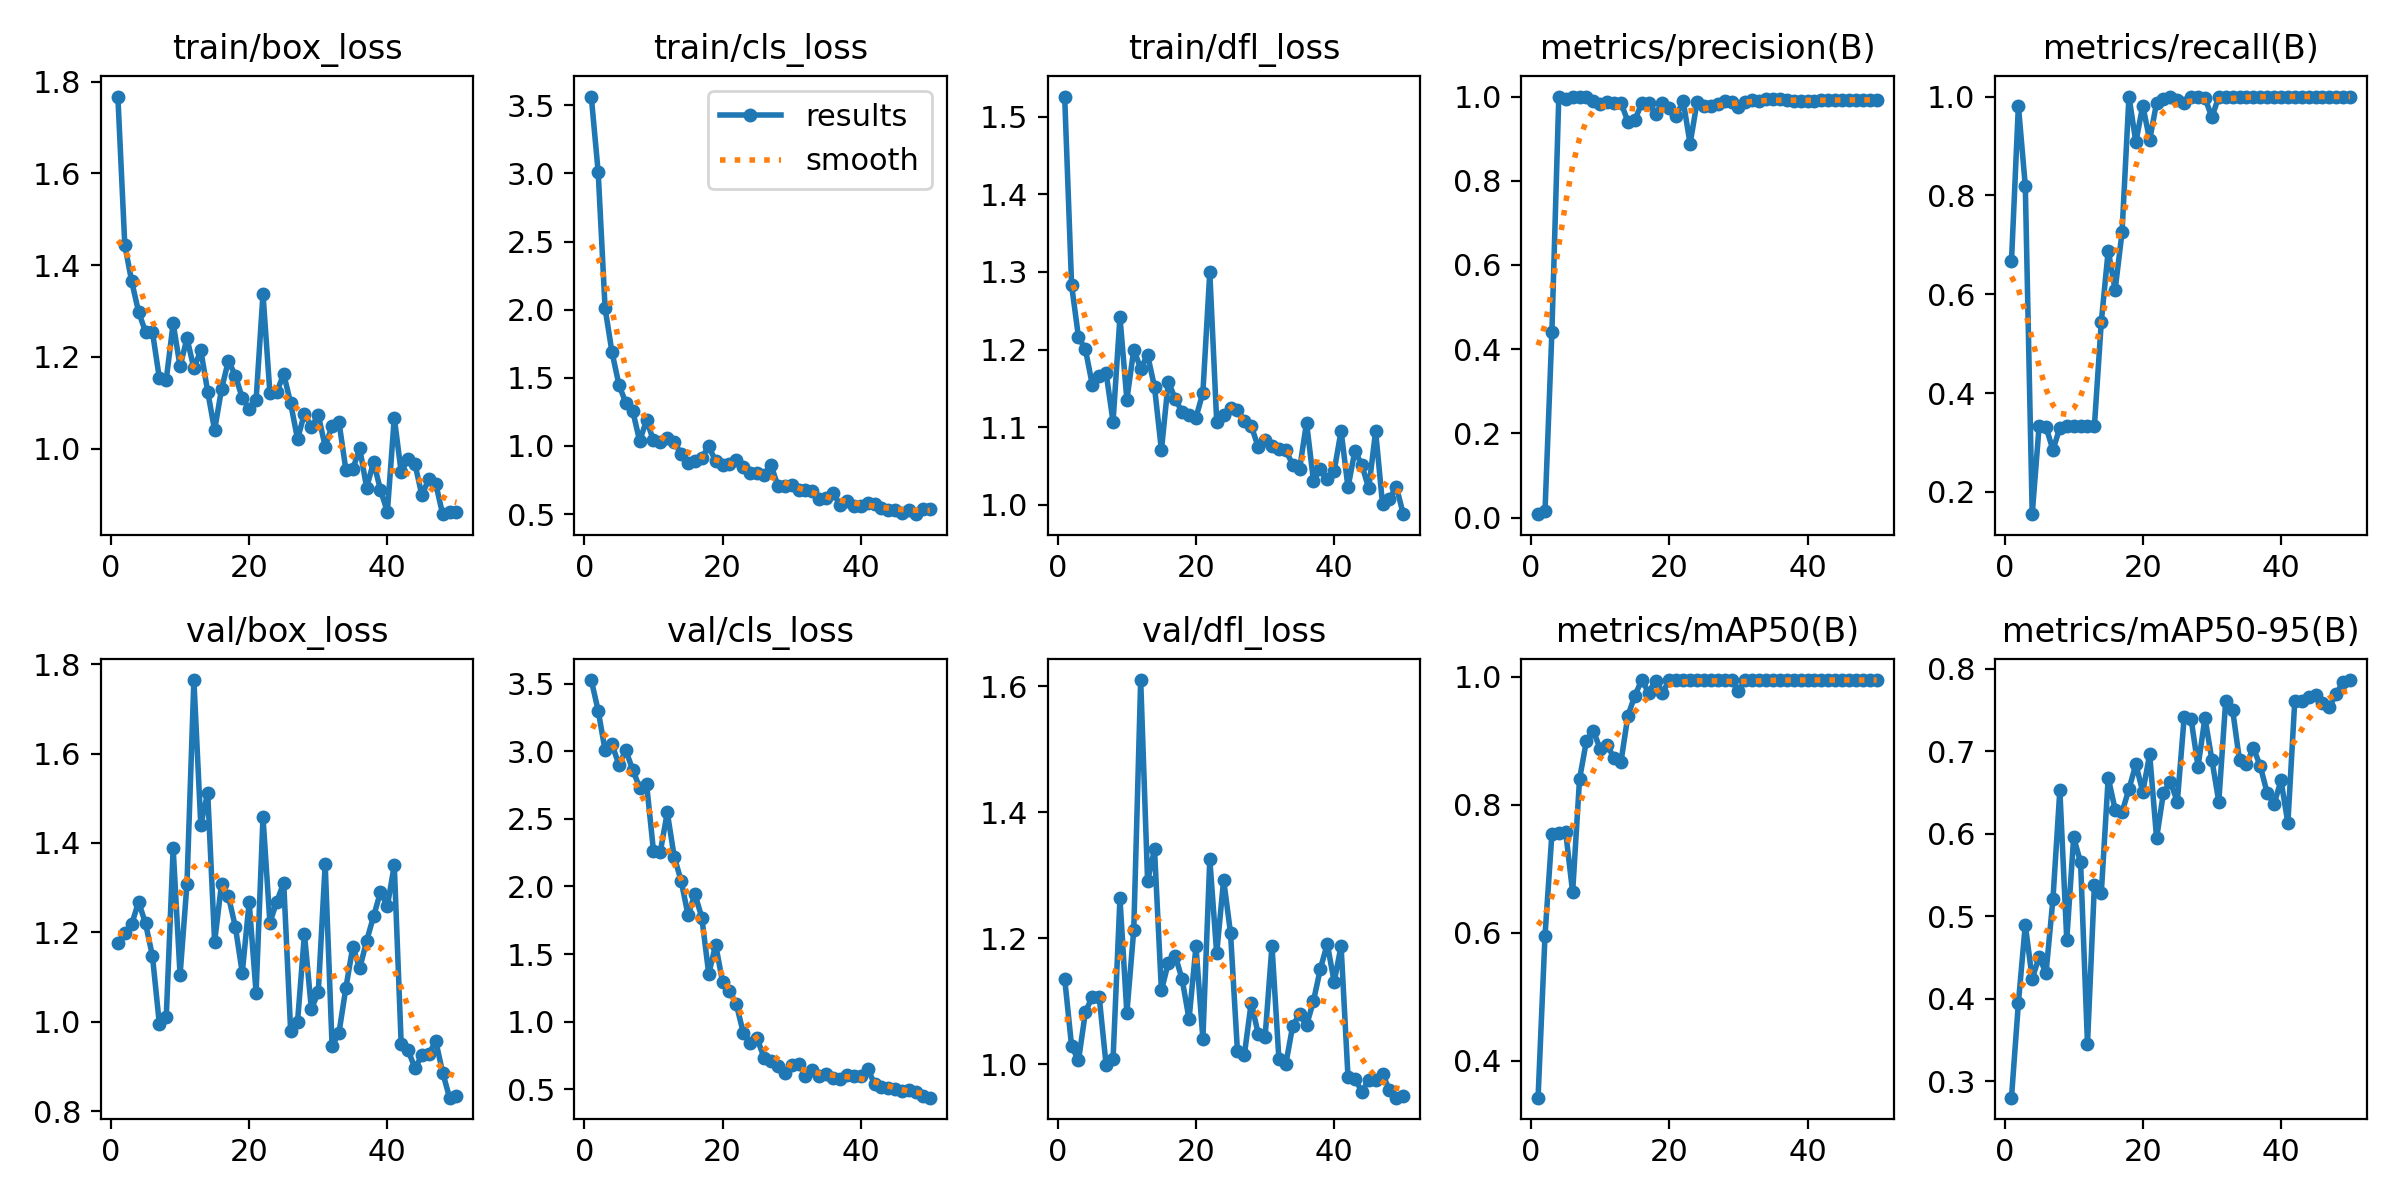 train/box_loss
train/cls_loss
train/dfl_loss
metrics/precision(B)
metrics/recall(B)
1.8
1.6
1.4
1.2
1.0
0 20 40
3.5
3.0
2.5
2.0
1.5
1.0
0.5
0 20 40
results
smooth
1.5
1.4
1.3
1.2
1.1
1.0
0 20 40
1.0
0.8
0.6
0.4
0.2
0.0
0 20 40
1.0
0.8
0.6
0.4
0.2
0 20 40
val/box_loss
val/cls_loss
val/dfl_loss
metrics/mAP50(B)
metrics/mAP50-95(B)
1.8
1.6
1.4
1.2
1.0
0.8
0 20 40
3.5
3.0
2.5
2.0
1.5
1.0
0.5
0 20 40
1.6
1.4
1.2
1.0
0 20 40
1.0
0.8
0.6
0.4
0 20 40
0.8
0.7
0.6
0.5
0.4
0.3
0 20 40